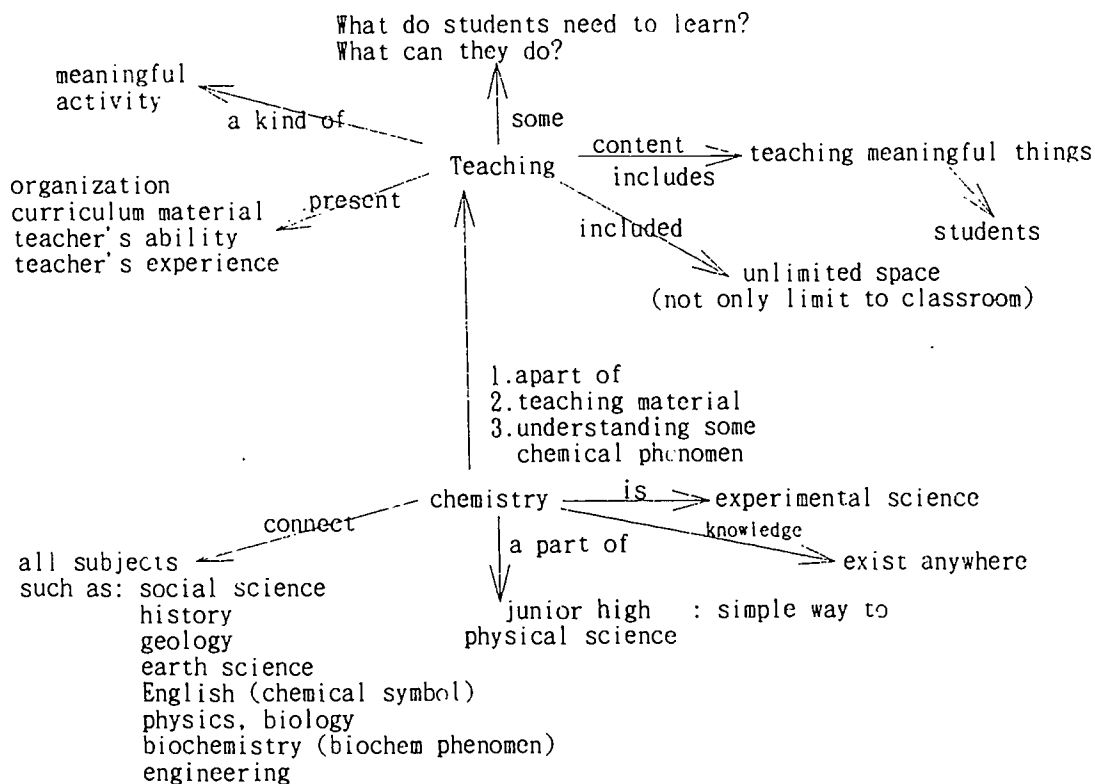 What do students need to learn?
What can they do?
meaningful
activity
a kind of
some
content
Teaching
teaching meaningful things
includes
organization
curriculum material
teacher's ability
teacher's experience
present
included
students
unlimited space
(not only limit to classroom)
1.apart of
2.teaching material
3.understanding some
chemical phenomen
chemistry
is
experimental science
connect
knowledge
a part of
exist anywhere
all subjects
such as: social science
history
geology
earth science
English (chemical symbol)
physics, biology
biochemistry (biochem phenomen)
engineering
junior high : simple way to
physical science